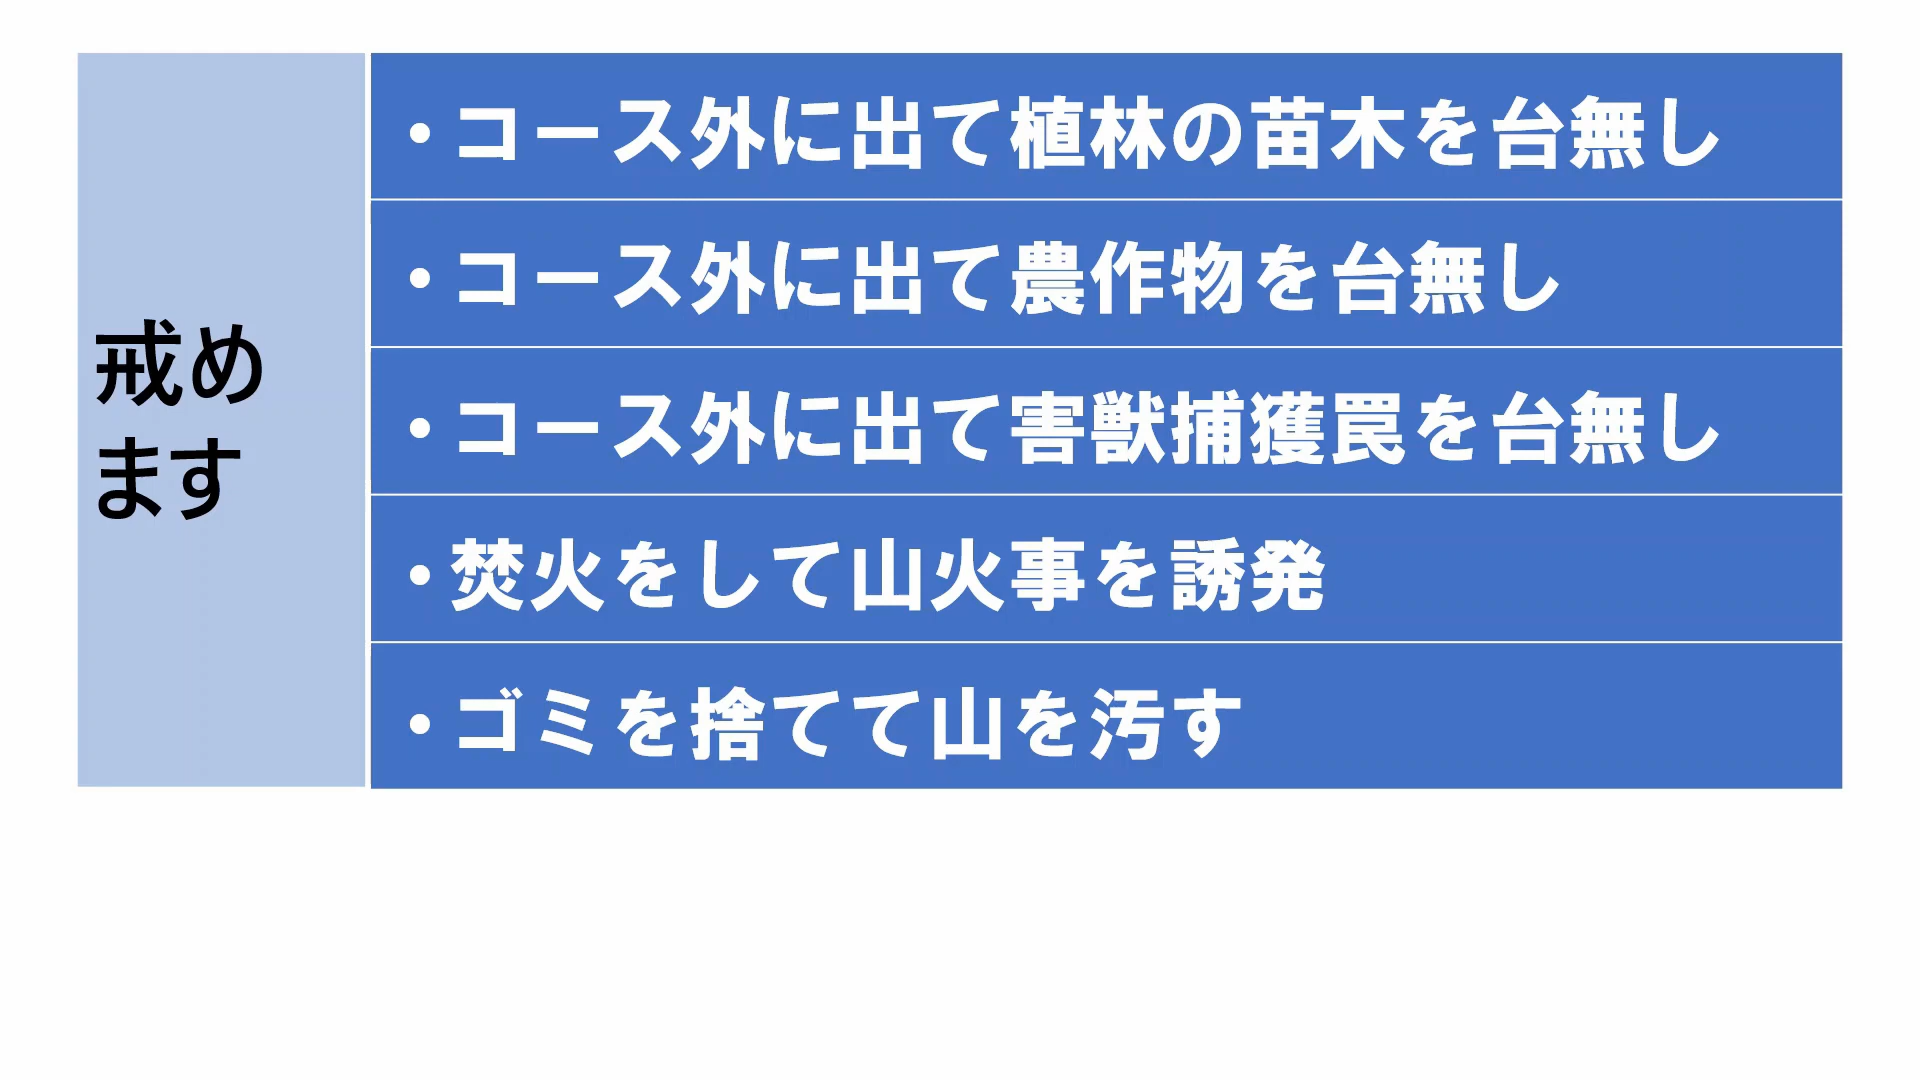 戒め
ます
• コース外に出て植林の苗木を台無し
• コース外に出て農作物を台無し
• コース外に出て害獣捕獲罠を台無し
• 焚火をして山火事を誘発
• ゴミを捨てて山を汚す